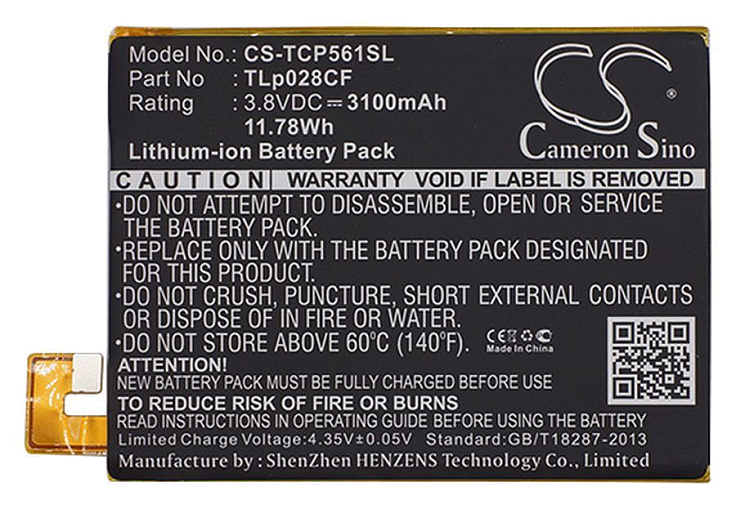 Model No.: CS-TCP561SL
Part No : TLp028CF
Rating : 3.8VDC ⎓ 3100mAh
11.78Wh
Lithium-ion Battery Pack
CS
®
Cameron Sino
CAUTION WARRANTY VOID IF LABEL IS REMOVED
•DO NOT ATTEMPT TO DISASSEMBLE, OR SERVICE
THE BATTERY PACK.
•REPLACE ONLY WITH THE BATTERY PACK DESIGNATED
FOR THIS PRODUCT.
•DO NOT CRUSH, PUNCTURE, SHORT EXTERNAL CONTACTS
OR DISPOSE OF IN FIRE OR WATER.
•DO NOT STORE ABOVE 60°C (140°F).
CE
Made In China
ATTENTION!
NEW BATTERY PACK MUST BE FULLY CHARGED BEFORE USE
TO REDUCE RISK OF FIRE OR BURNS
READ INSTRUCTIONS IN OPERATING GUIDE BEFORE USING THE BATTERY
Limited Charge Voltage:4.35V±0.05V Standard:GB/T18287-2013
Manufacture by : ShenZhen HENZENS Technology Co., Ltd.